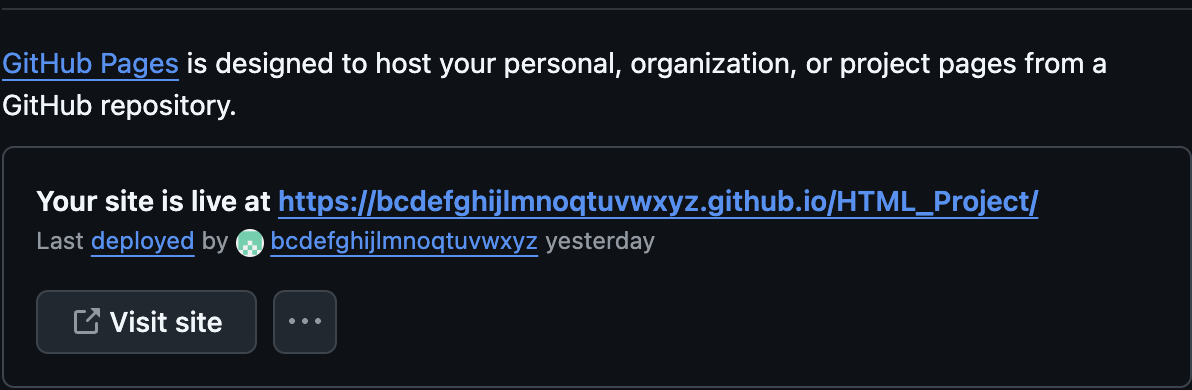 GitHub Pages is designed to host your personal, organization, or project pages from a
GitHub repository.
Your site is live at https://bcdefghijlmnoqtuvwxyz.github.io/HTML_Project/
Last deployed by bcdefghijlmnoqtuvwxyz yesterday
Visit site